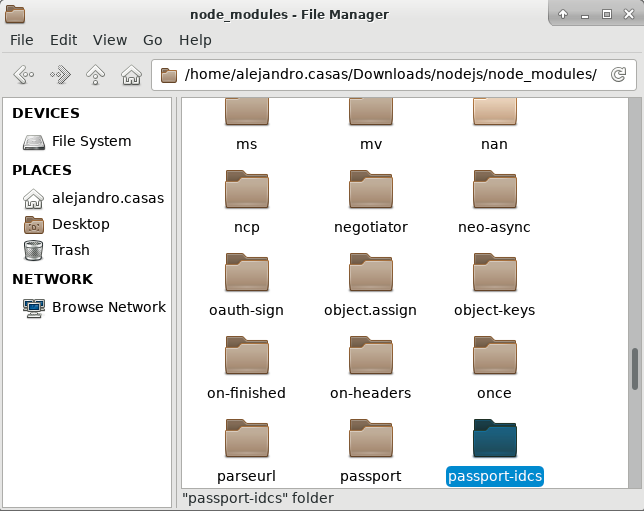 node_modules - File Manager
File Edit View Go Help
/home/alejandro.casas/Downloads/nodejs/node_modules/
DEVICES
File System
PLACES
alejandro.casas
Desktop
Trash
NETWORK
Browse Network
ms mv nan
ncp negotiator neo-async
oauth-sign object.assign object-keys
on-finished on-headers once
parseurl passport passport-idcs
"passport-idcs" folder